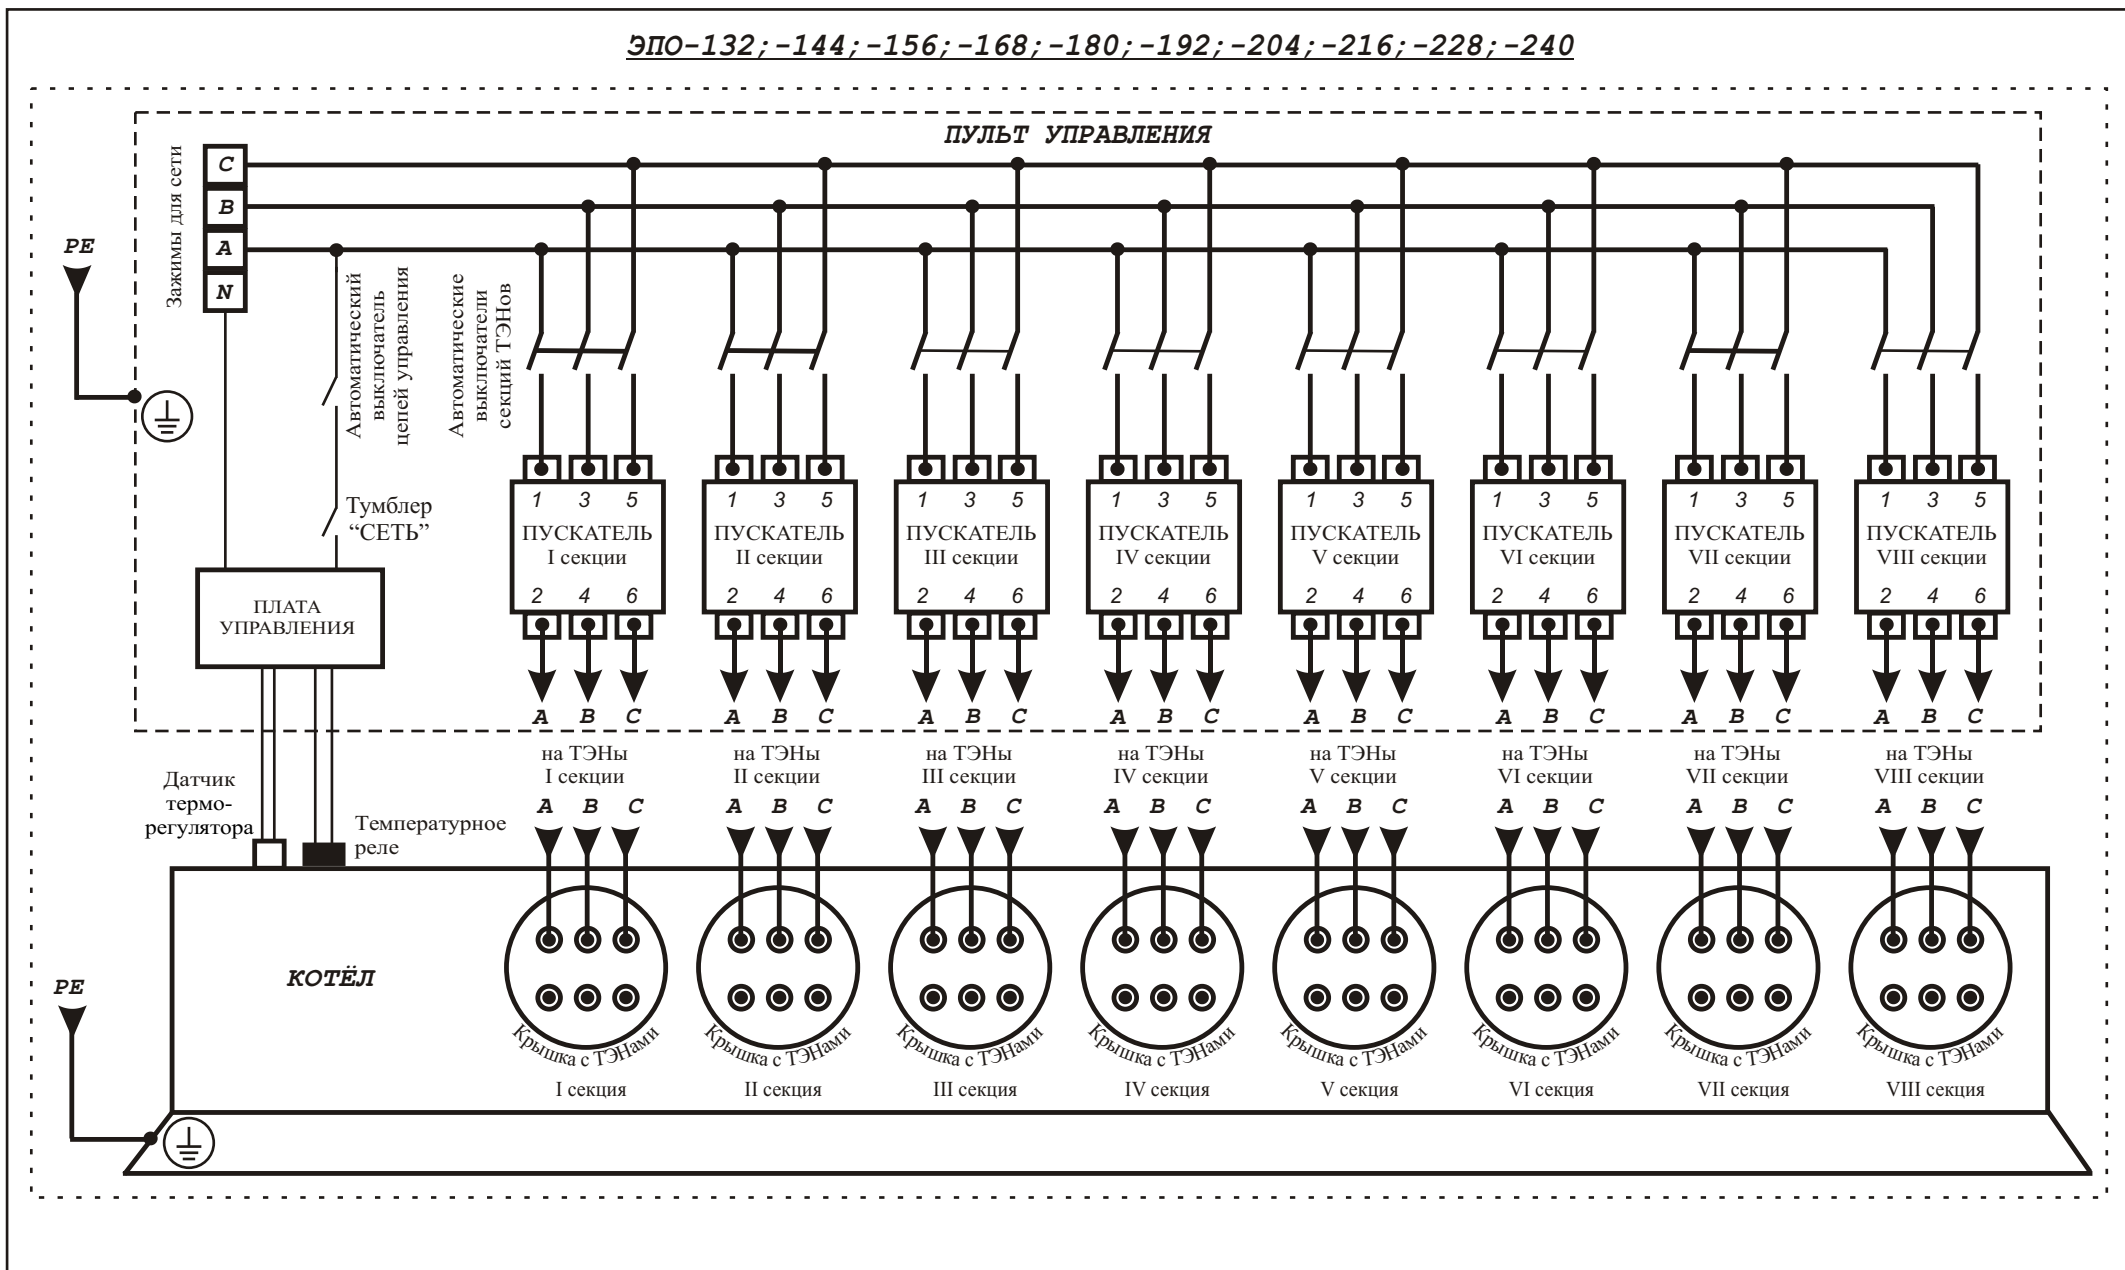 ЭПО-132;-144;-156;-168;-180;-192;-204;-216;-228;-240
ПУЛЬТ УПРАВЛЕНИЯ
Зажимы для сети
C
B
A
N
PE
Автоматический
выключатель
цепей управления
Автоматические
выключатели
секций ТЭНов
Тумблер
“СЕТЬ”
ПЛАТА
УПРАВЛЕНИЯ
1 3 5
ПУСКАТЕЛЬ
I секции
2 4 6
1 3 5
ПУСКАТЕЛЬ
II секции
2 4 6
1 3 5
ПУСКАТЕЛЬ
III секции
2 4 6
1 3 5
ПУСКАТЕЛЬ
IV секции
2 4 6
1 3 5
ПУСКАТЕЛЬ
V секции
2 4 6
1 3 5
ПУСКАТЕЛЬ
VI секции
2 4 6
1 3 5
ПУСКАТЕЛЬ
VII секции
2 4 6
1 3 5
ПУСКАТЕЛЬ
VIII секции
2 4 6
A B C
на ТЭНы
I секции
A B C
A B C
на ТЭНы
II секции
A B C
A B C
на ТЭНы
III секции
A B C
A B C
на ТЭНы
IV секции
A B C
A B C
на ТЭНы
V секции
A B C
A B C
на ТЭНы
VI секции
A B C
A B C
на ТЭНы
VII секции
A B C
A B C
на ТЭНы
VIII секции
A B C
Датчик
термо-
регулятора
Температурное
реле
КОТЁЛ
PE
Крышка с ТЭНами
I секция
Крышка с ТЭНами
II секция
Крышка с ТЭНами
III секция
Крышка с ТЭНами
IV секция
Крышка с ТЭНами
V секция
Крышка с ТЭНами
VI секция
Крышка с ТЭНами
VII секция
Крышка с ТЭНами
VIII секция